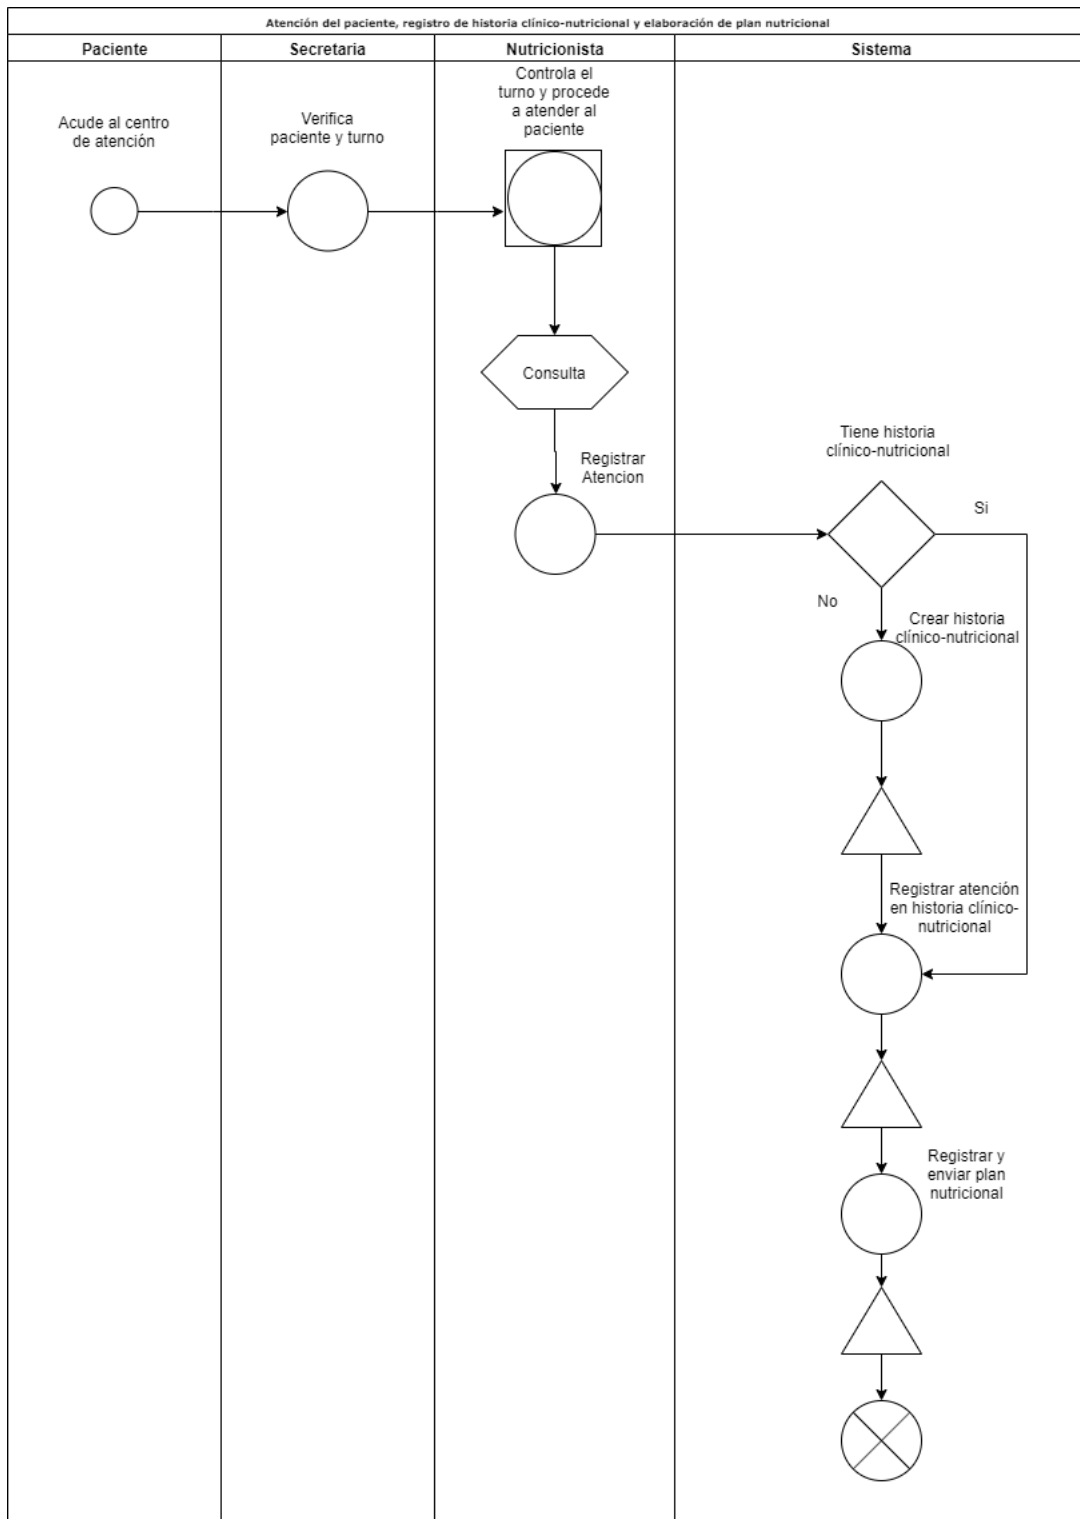 Atención del paciente, registro de historia clínico-nutricional y elaboración de plan nutricional
Paciente
Secretaria
Nutricionista
Sistema
Acude al centro
de atención
Verifica
paciente y turno
Controla el
turno y procede
a atender al
paciente
Consulta
Registrar
Atencion
Tiene historia
clínico-nutricional
Si
No
Crear historia
clínico-nutricional
Registrar atención
en historia clínico-
nutricional
Registrar y
enviar plan
nutricional